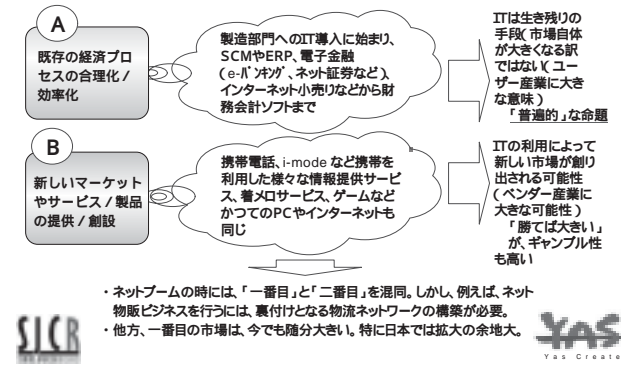 A
既存の経済プロ
セスの合理化/
効率化
製造部門へのIT導入に始まり、
SCMやERP、電子金融
(e-バンキング、ネット証券など)、
インターネット小売りなどから財
務会計ソフトまで
ITは生き残りの
手段(市場自体
が大きくなる訳
ではない(ユー
ザー産業に大き
な意味)
「普遍的」な命題
B
新しいマーケット
やサービス/製品
の提供/創設
携帯電話、i-mode など携帯を
利用した様々な情報提供サービ
ス、着メロサービス、ゲームなど
かつてのPCやインターネットも
同じ
ITの利用によって
新しい市場が創り
出される可能性
(ベンダー産業に
大きな可能性)
「勝てば大きい」
が、ギャンブル性
も高い
・ネットブームの時には、「一番目」と「二番目」を混同。しかし、例えば、ネット
物販ビジネスを行うには、裏付けとなる物流ネットワークの構築が必要。
・他方、一番目の市場は、今でも随分大きい。特に日本では拡大の余地大。
SICR
YAS
Yas Create